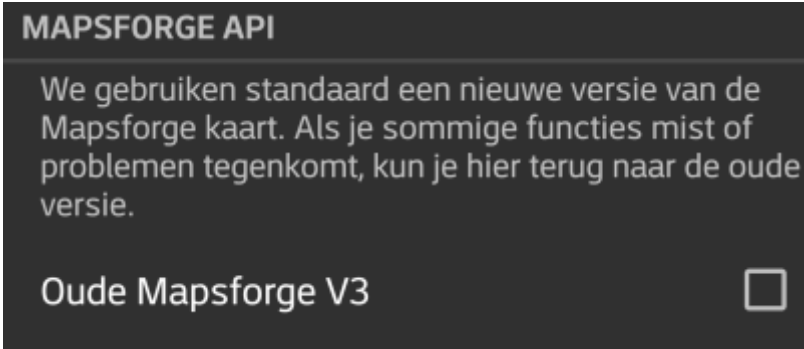 MAPSFORGE API
We gebruiken standaard een nieuwe versie van de
Mapsforge kaart. Als je sommige functies mist of
problemen tegenkomt, kun je hier terug naar de oude
versie.
Oude Mapsforge V3